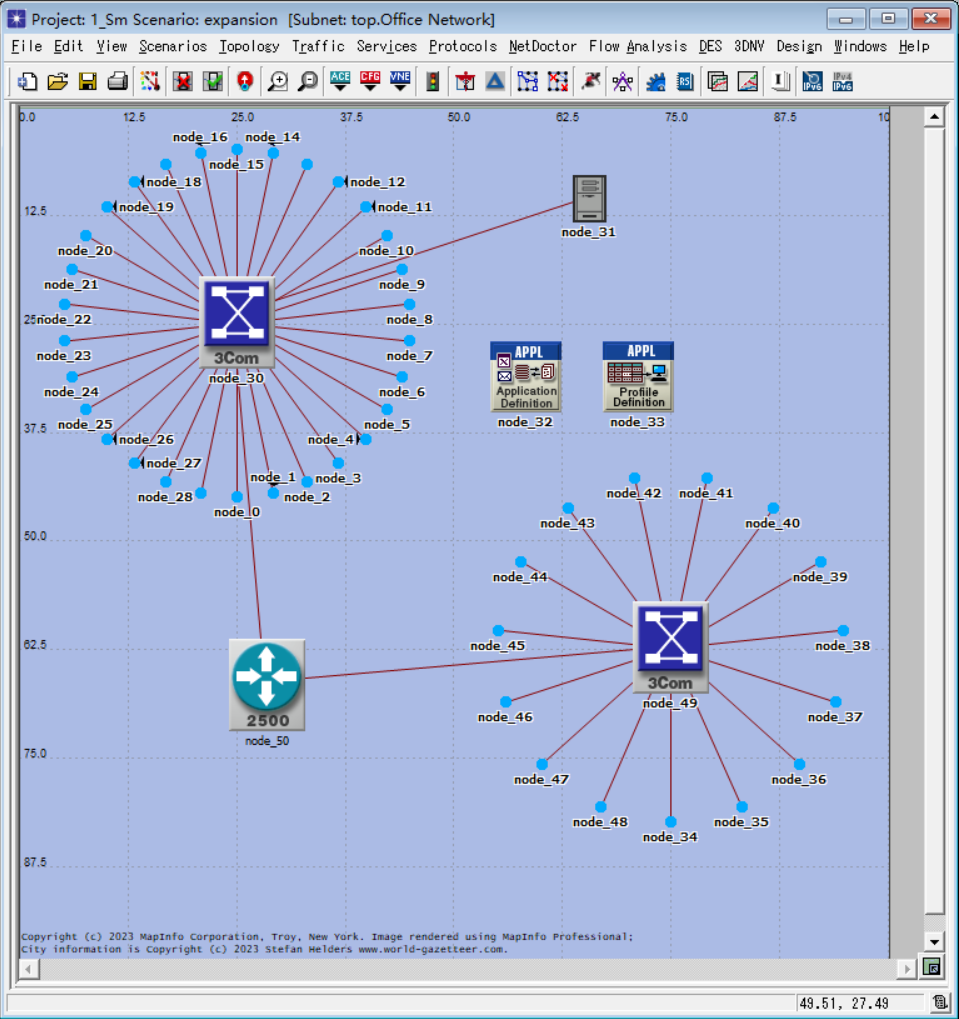 Project: 1_Sm Scenario: expansion [Subnet: top.Office Network]
File Edit View Scenarios Topology Traffic Services Protocols NetDoctor Flow Analysis DES 3DNV Design Windows Help
ACE CFG VNE RS IPv6 IPv4 IPv6
0.0 12.5 25.0 37.5 50.0 62.5 75.0 87.5 10
node_16 node_14
node_15
node_18 node_12
node_19 node_11
12.5
node_31
node_20 node_10
node_21 node_9
25 node_22 node_8
node_23 node_7
3Com
node_30
APPL
Application
Definition
node_32
APPL
Profile
Definition
node_33
node_24 node_6
node_25 node_5
37.5
node_26 node_4
node_27
node_1 node_3
node_28 node_2
node_0
node_42 node_41
node_43 node_40
50.0
node_44 node_39
62.5
node_45 node_38
3Com
node_49
node_46 node_37
2500
node_50
75.0
node_47 node_36
node_48 node_35
node_34
87.5
Copyright (c) 2023 MapInfo Corporation, Troy, New York. Image rendered using MapInfo Professional;
City information is Copyright (c) 2023 Stefan Helders www.world-gazetteer.com.
49.51, 27.49